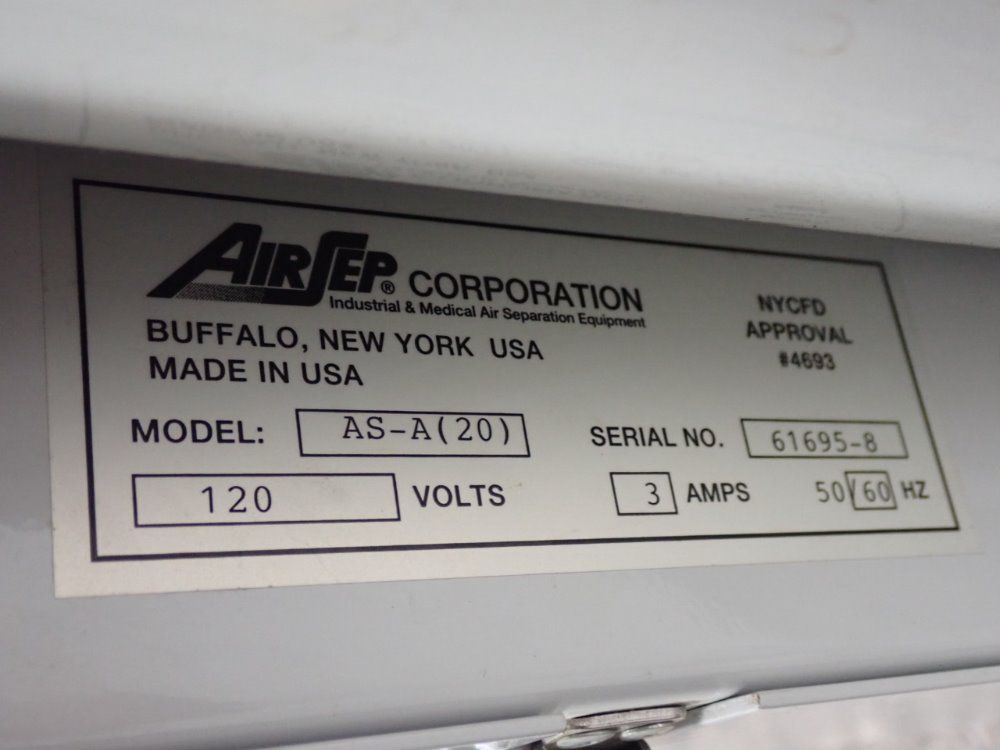 AIRSEP® CORPORATION
Industrial & Medical Air Separation Equipment
BUFFALO, NEW YORK USA
MADE IN USA
NYCFD
APPROVAL
#4693
MODEL: AS-A(20) SERIAL NO. 61695-8
120 VOLTS 3 AMPS 50/60 HZ